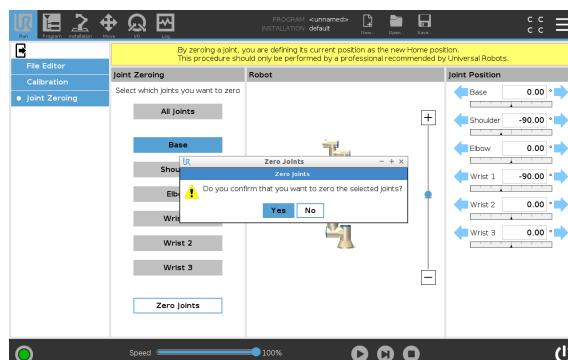 UR
Run
Program
Installation
Move
I/O
Log
PROGRAM <unnamed>
INSTALLATION default
New...
Open...
Save...
C C
C C
By zeroing a joint, you are defining its current position as the new Home position.
This procedure should only be performed by a professional recommended by Universal Robots.
File Editor
Calibration
Joint Zeroing
Joint Zeroing
Select which joints you want to zero
All Joints
Base
Shou
Elb
Wris
Wrist 2
Wrist 3
Zero Joints
Robot
UR
Zero Joints
Zero Joints
Do you confirm that you want to zero the selected joints?
Yes
No
Joint Position
Base 0.00 °
Shoulder -90.00 °
Elbow 0.00 °
Wrist 1 -90.00 °
Wrist 2 0.00 °
Wrist 3 0.00 °
Speed 100%